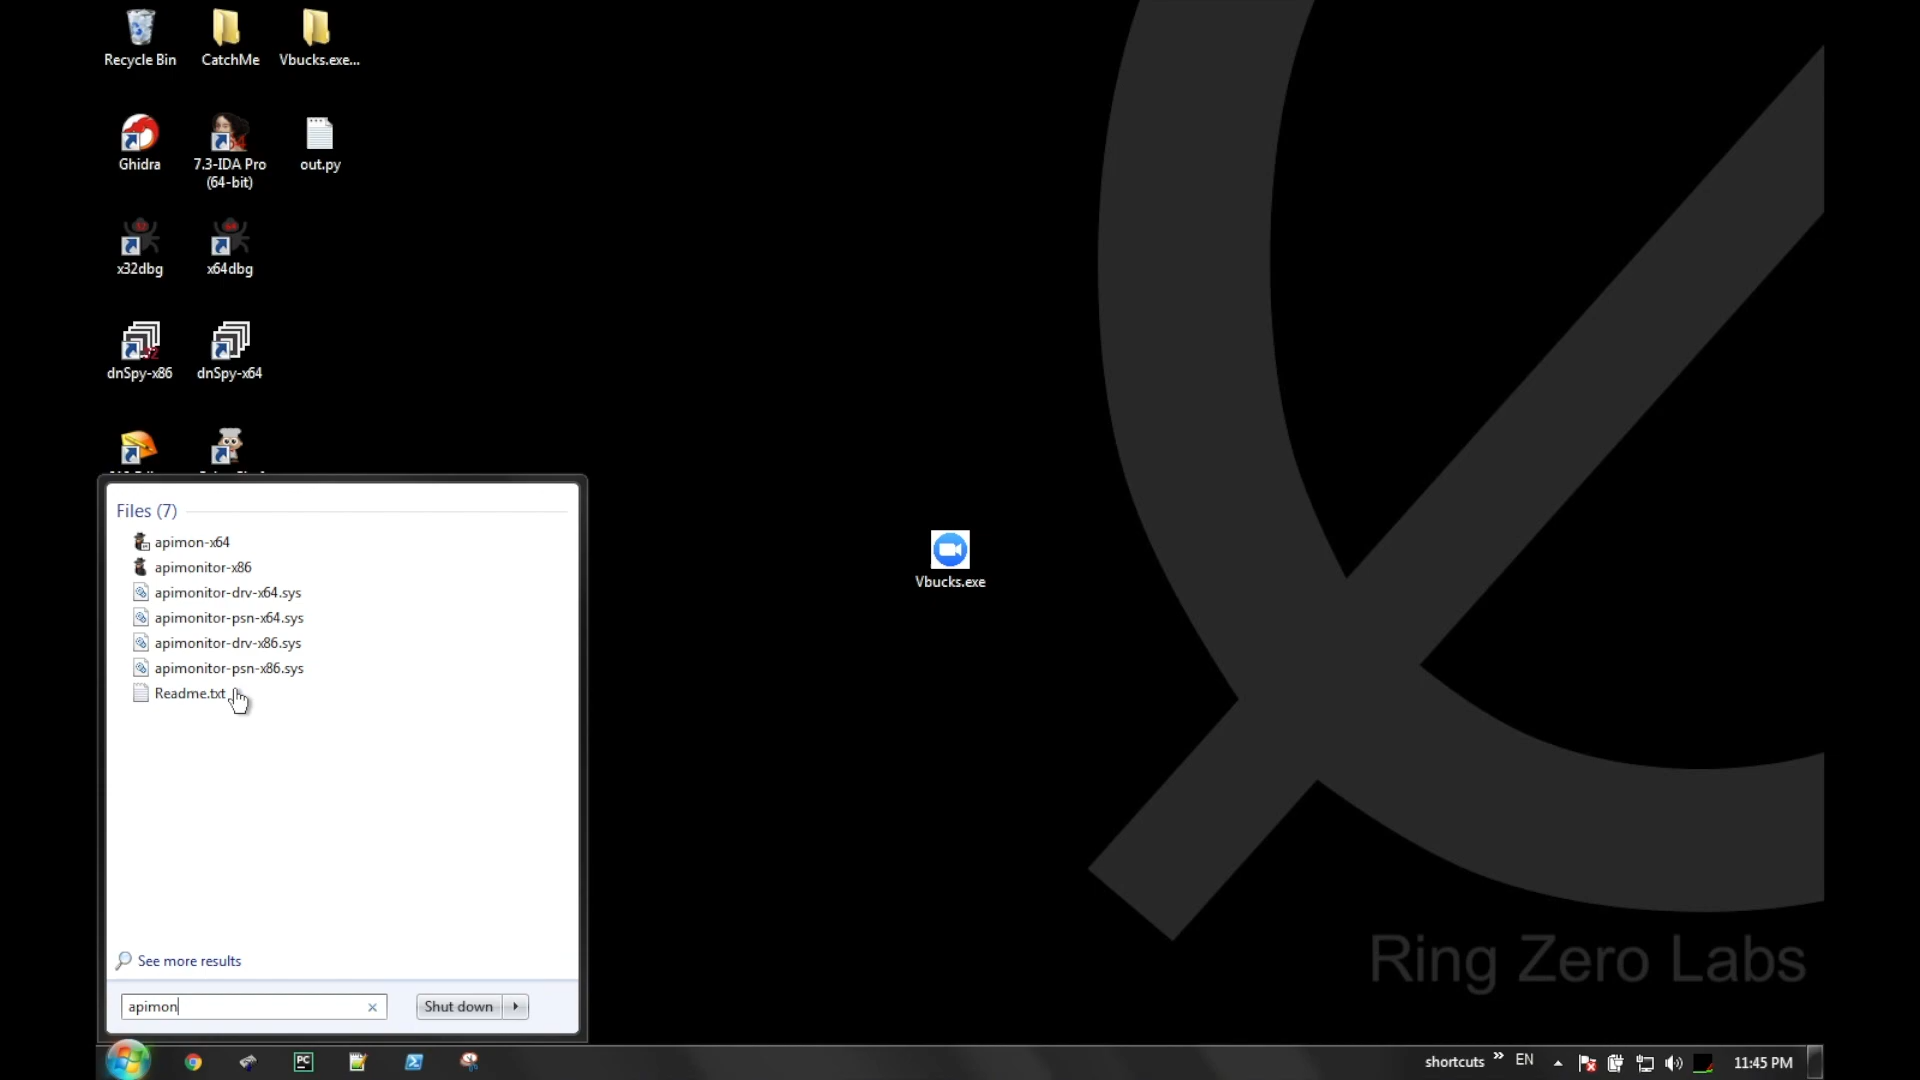 Recycle Bin
CatchMe
Vbucks.exe...
Ghidra
7.3-IDA Pro
(64-bit)
out.py
x32dbg
x64dbg
dnSpy-x86
dnSpy-x64
Files (7)
apimon-x64
apimonitor-x86
apimonitor-drv-x64.sys
apimonitor-psn-x64.sys
apimonitor-drv-x86.sys
apimonitor-psn-x86.sys
Readme.txt
See more results
apimon
Shut down
Vbucks.exe
Ring Zero Labs
PC
shortcuts
EN
11:45 PM